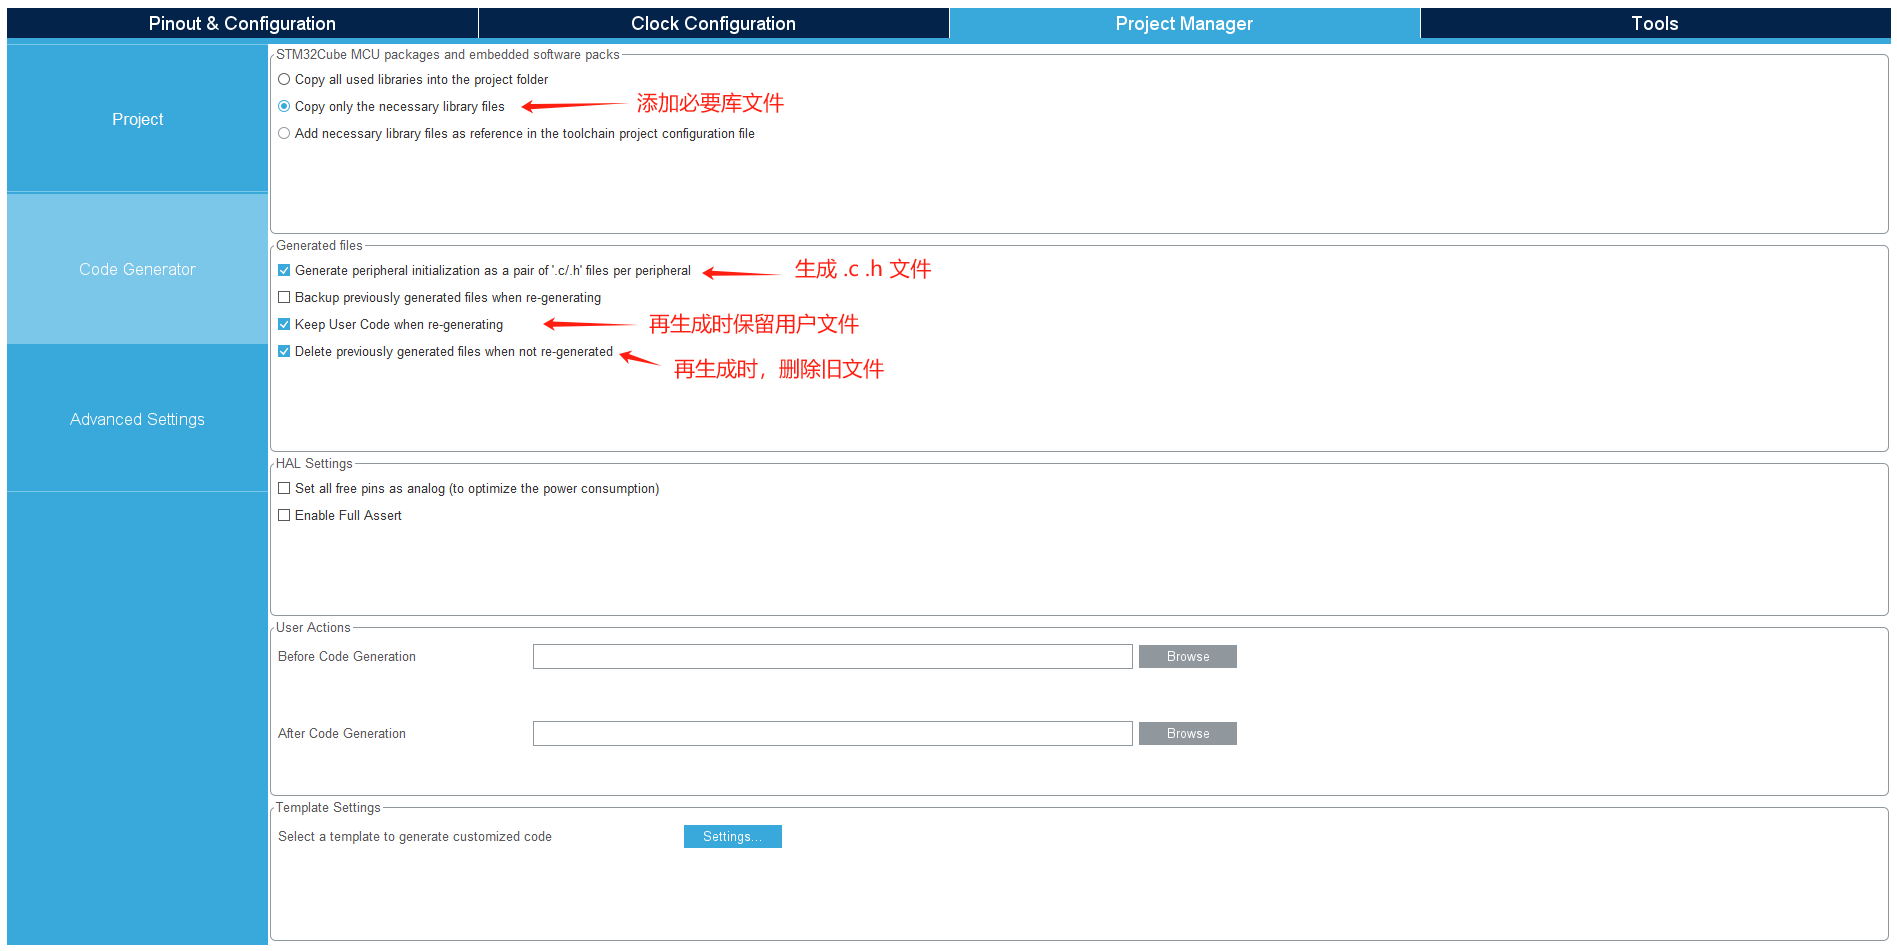 Pinout & Configuration
Clock Configuration
Project Manager
Tools
Project
Code Generator
Advanced Settings
STM32Cube MCU packages and embedded software packs
Copy all used libraries into the project folder
Copy only the necessary library files
添加必要库文件
Add necessary library files as reference in the toolchain project configuration file
Generated files
Generate peripheral initialization as a pair of '.c/.h' files per peripheral
生成 .c .h 文件
Backup previously generated files when re-generating
Keep User Code when re-generating
再生成时保留用户文件
Delete previously generated files when not re-generated
再生成时，删除旧文件
HAL Settings
Set all free pins as analog (to optimize the power consumption)
Enable Full Assert
User Actions
Before Code Generation
Browse
After Code Generation
Browse
Template Settings
Select a template to generate customized code
Settings...